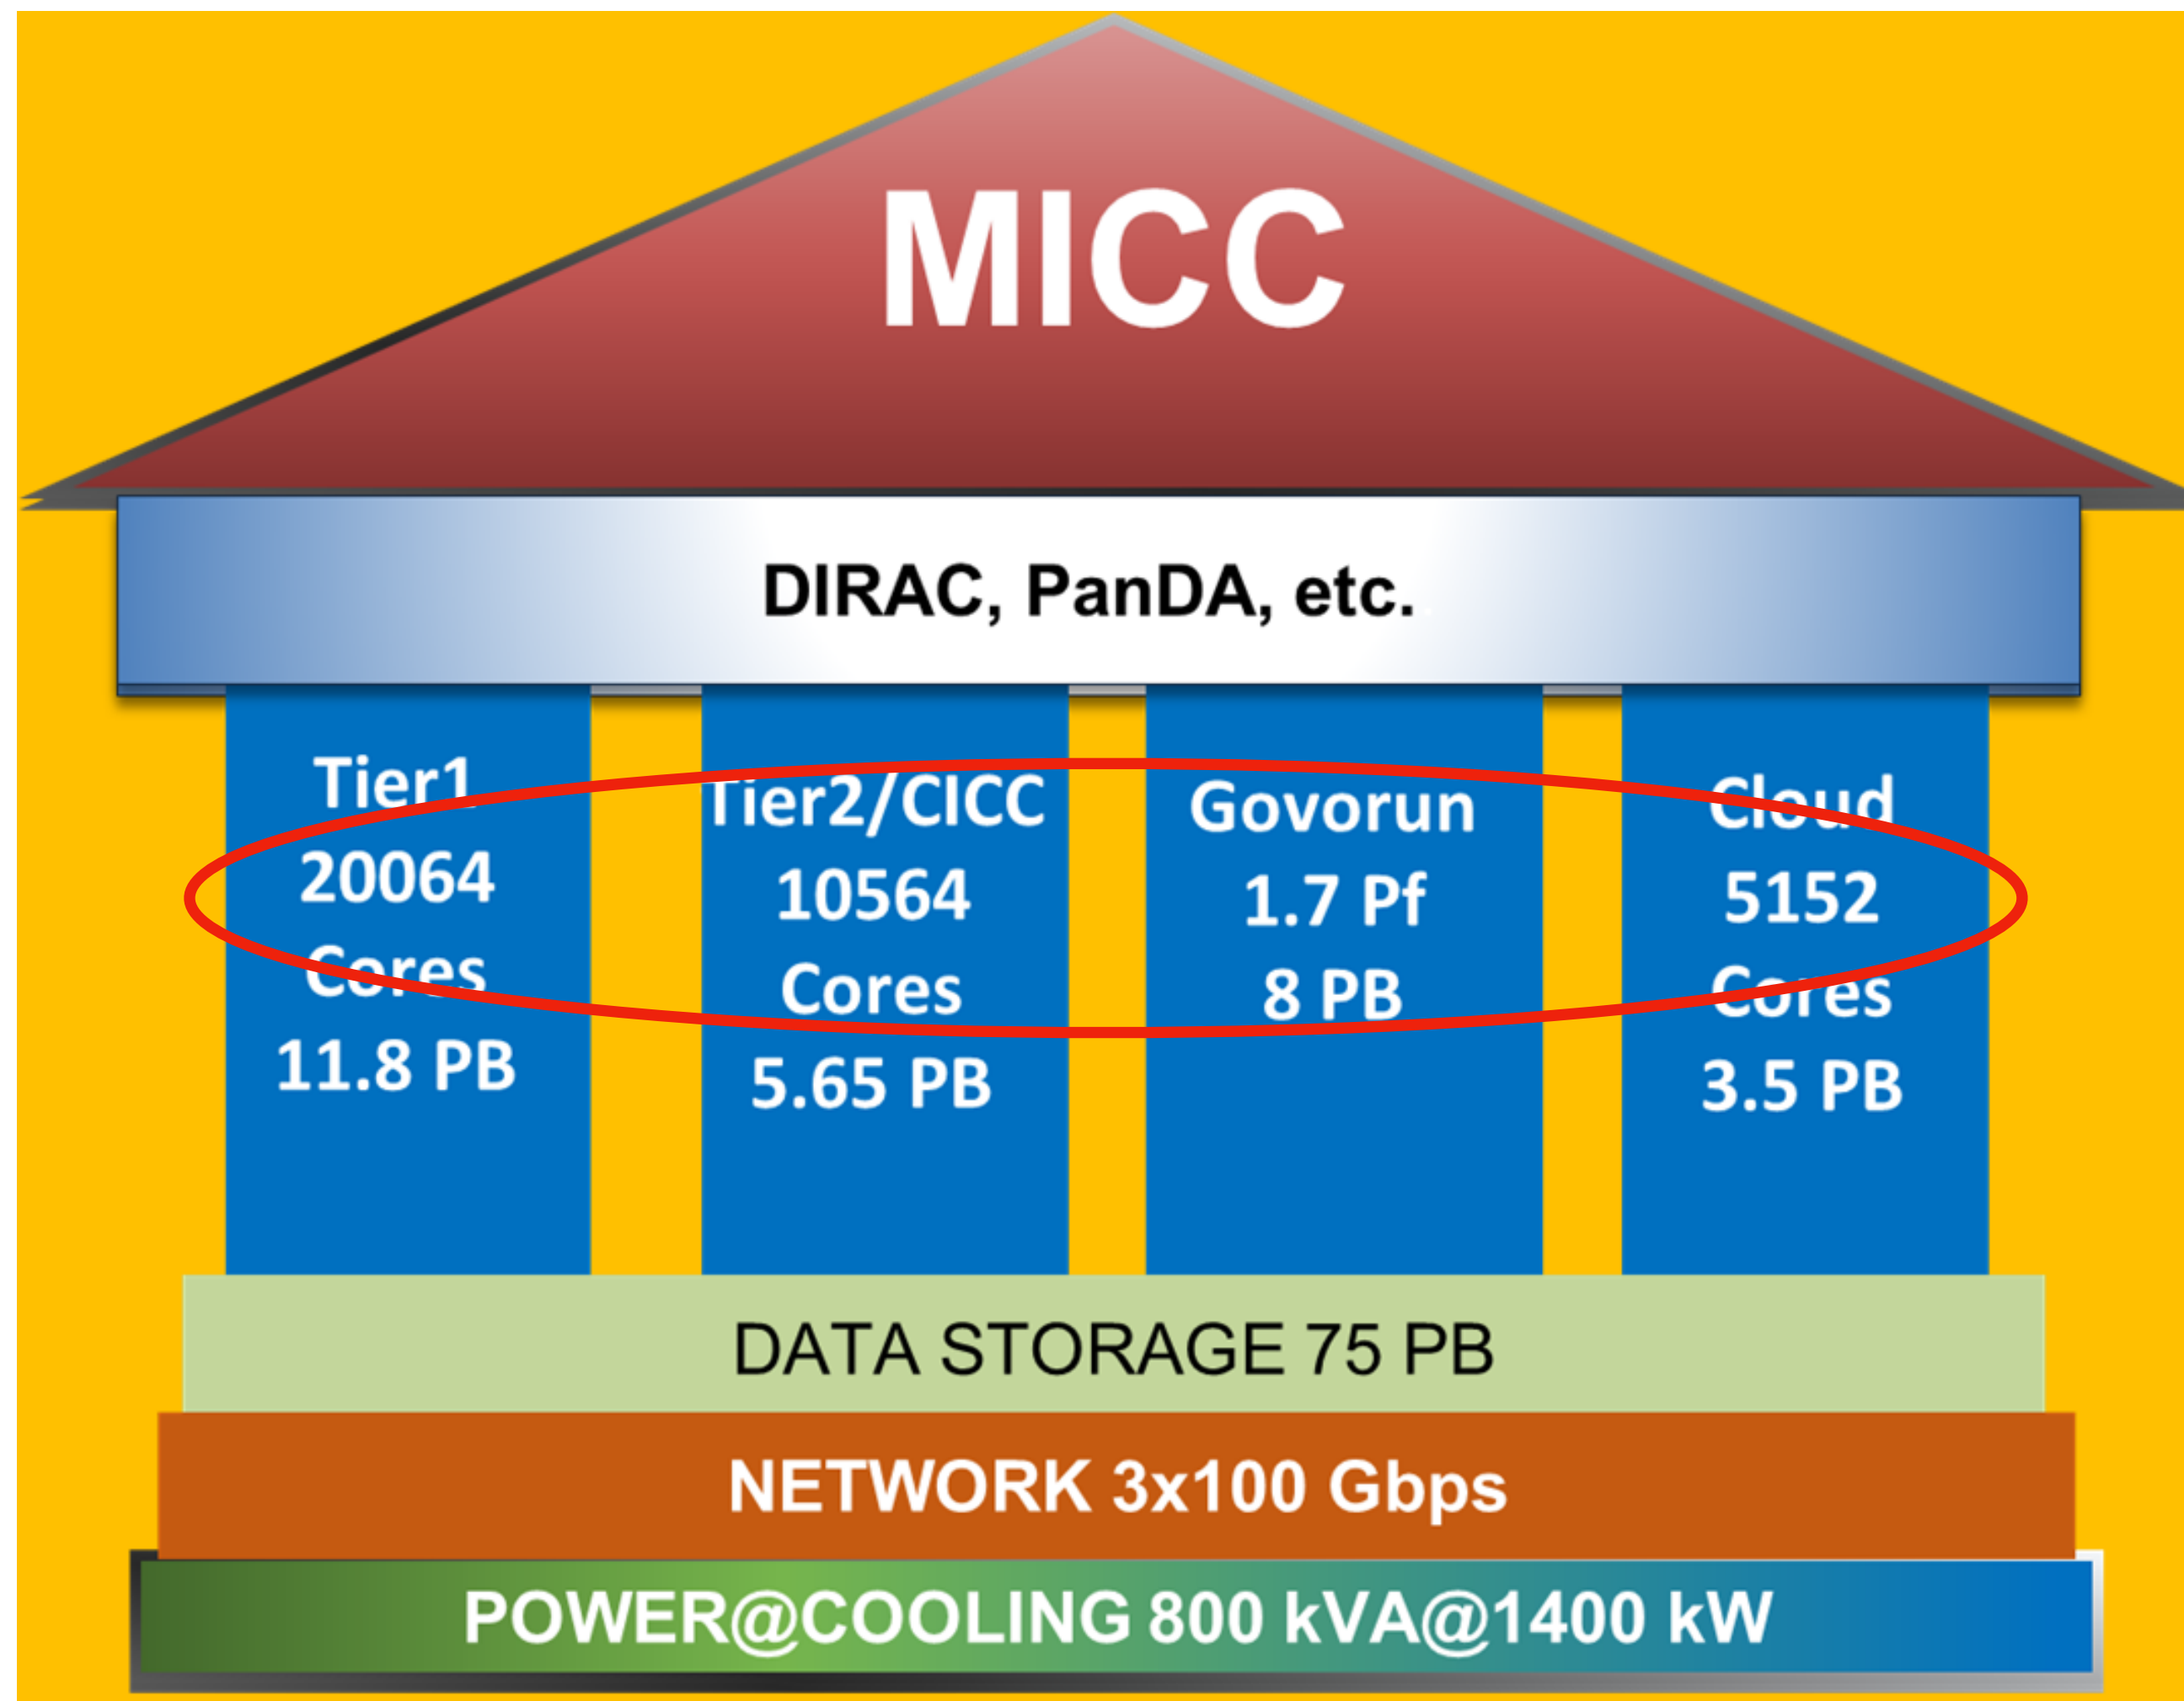 MICC
DIRAC, PanDA, etc.
Tier1
20064
Cores
11.8 PB
Tier2/CICC
10564
Cores
5.65 PB
Govorun
1.7 Pf
8 PB
Cloud
5152
Cores
3.5 PB
DATA STORAGE 75 PB
NETWORK 3x100 Gbps
POWER@COOLING 800 kVA@1400 kW